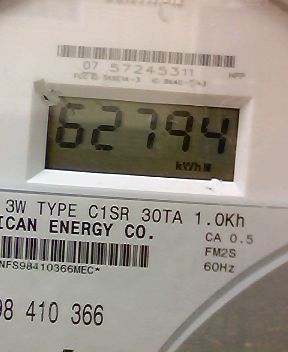 07 57245311
62794
kWh
3W TYPE C1SR 30TA 1.0Kh
ICAN ENERGY CO.
CA 0.5
FM2S
NFS98410366MEC*
60Hz
98 410 366